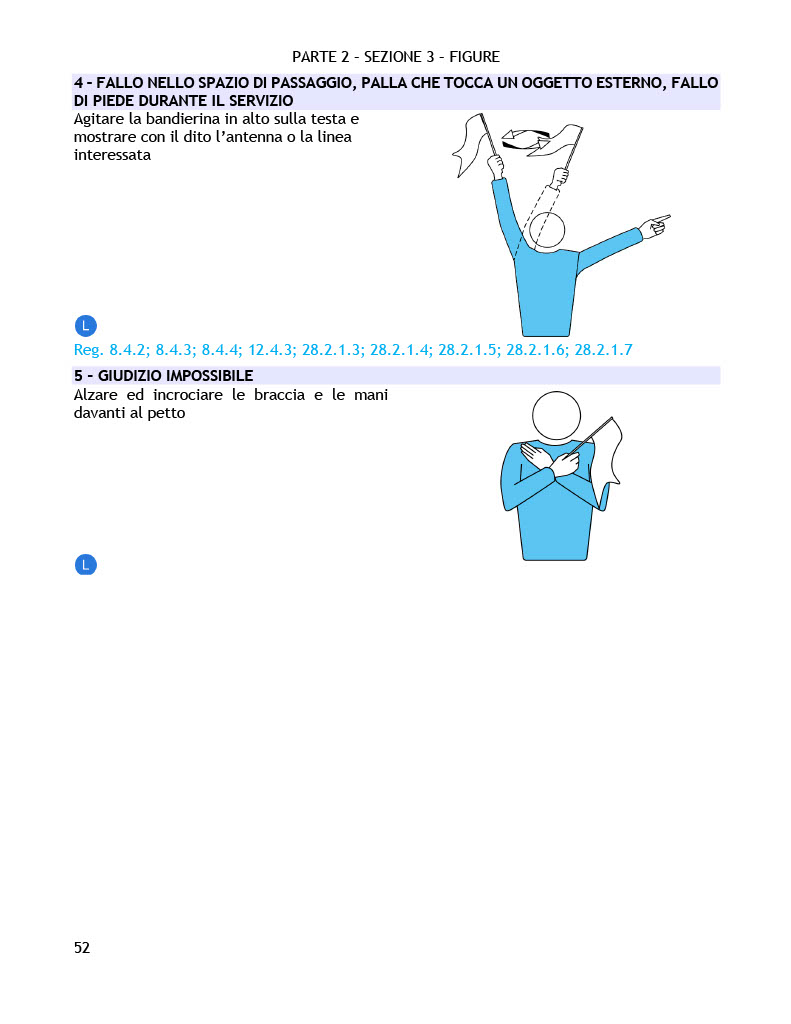 PARTE 2 – SEZIONE 3 – FIGURE
4 – FALLO NELLO SPAZIO DI PASSAGGIO, PALLA CHE TOCCA UN OGGETTO ESTERNO, FALLO
DI PIEDE DURANTE IL SERVIZIO
Agitare la bandierina in alto sulla testa e
mostrare con il dito l’antenna o la linea
interessata
L
Reg. 8.4.2; 8.4.3; 8.4.4; 12.4.3; 28.2.1.3; 28.2.1.4; 28.2.1.5; 28.2.1.6; 28.2.1.7
5 – GIUDIZIO IMPOSSIBILE
Alzare ed incrociare le braccia e le mani
davanti al petto
L
52